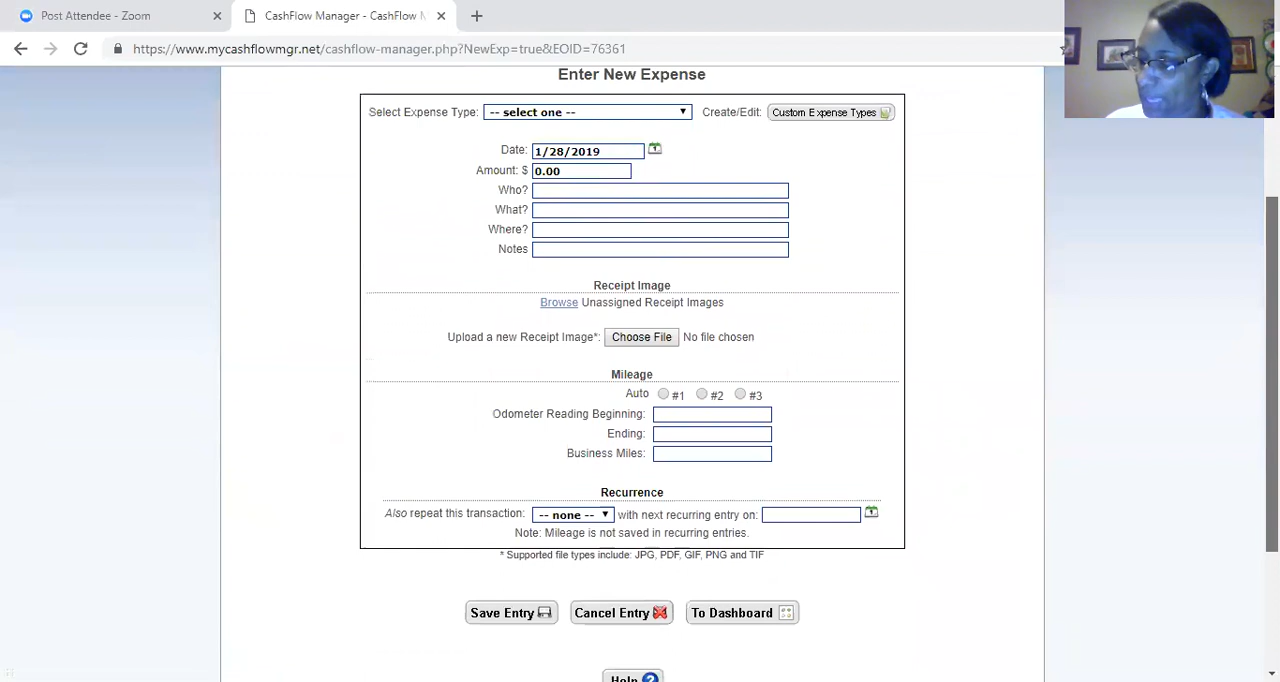 Post Attendee - Zoom
CashFlow Manager - CashFlow M
https://www.mycashflowmgr.net/cashflow-manager.php?NewExp=true&EOID=76361
Enter New Expense
Select Expense Type: -- select one -- Create/Edit: Custom Expense Types
Date: 1/28/2019
Amount: $ 0.00
Who?
What?
Where?
Notes
Receipt Image
Browse Unassigned Receipt Images
Upload a new Receipt Image*: Choose File No file chosen
Mileage
Auto #1 #2 #3
Odometer Reading Beginning:
Ending:
Business Miles:
Recurrence
Also repeat this transaction: -- none -- with next recurring entry on:
Note: Mileage is not saved in recurring entries.
* Supported file types include: JPG, PDF, GIF, PNG and TIF
Save Entry Cancel Entry To Dashboard
Help ?